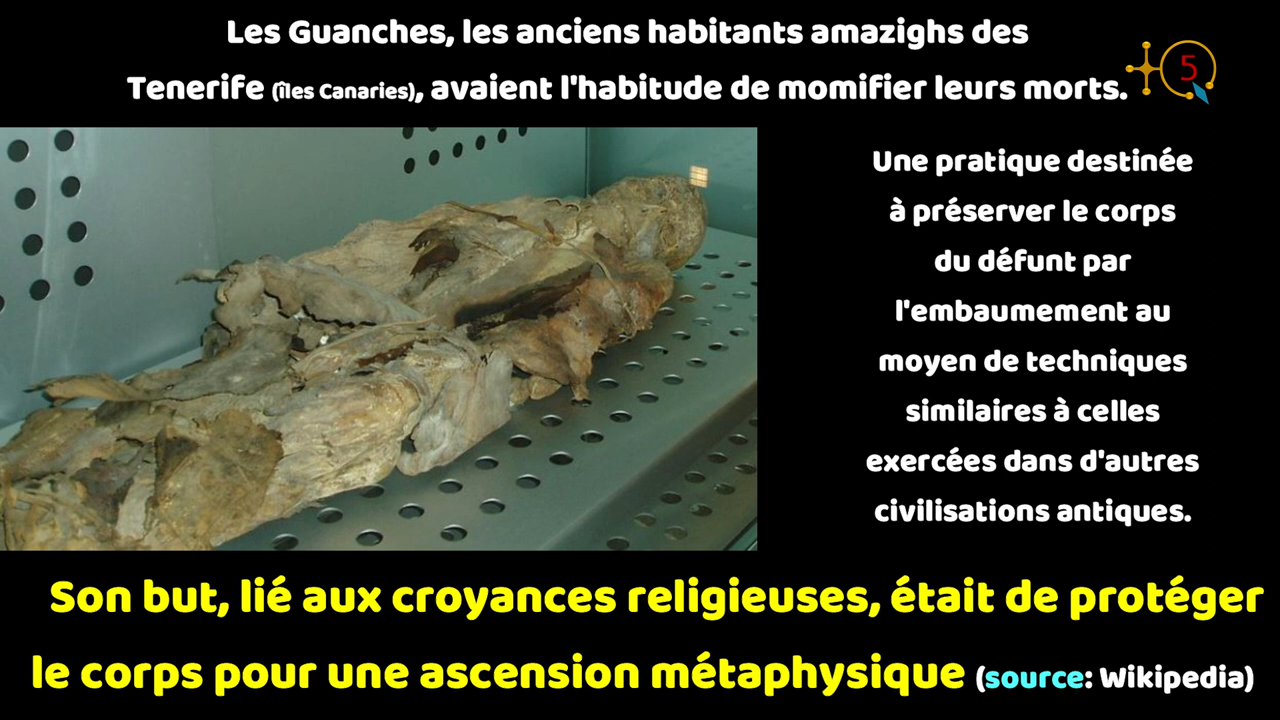 Les Guanches, les anciens habitants amazighs des
Tenerife (îles Canaries), avaient l'habitude de momifier leurs morts.
5
Une pratique destinée
à préserver le corps
du défunt par
l'embaumement au
moyen de techniques
similaires à celles
exercées dans d'autres
civilisations antiques.
Son but, lié aux croyances religieuses, était de protéger
le corps pour une ascension métaphysique (source: Wikipedia)